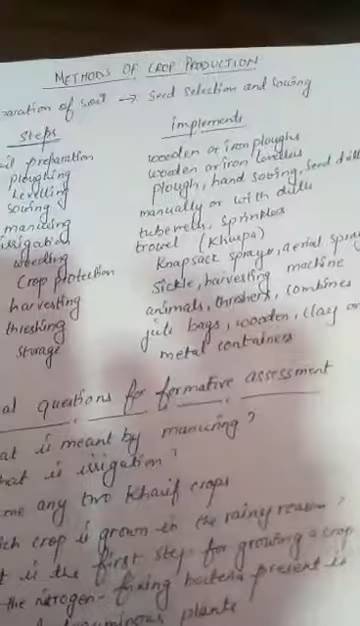 METHODS OF CROP PRODUCTION
aration of soil → Seed Selection and Sowing
Steps
Implements
il preparation
Ploughing wooden or iron ploughs
Levelling wooden or iron levellers
Sowing plough, hand sowing, seed drill
manuring manually or with drills
irrigation tubewells, sprinkles
weeding trowel (Khurpa)
Crop protection Knapsack sprays, aerial spray
harvesting Sickle, harvesting machine
threshing animals, threshers, combines
Storage jute bags, wooden, clay or
metal containers
al questions for formative assessment
at is meant by manuring?
hat is irrigation?
me any two kharif crops
ich crop is grown in the rainy season?
t is the first step for growing a crop
the nitrogen-fixing bacteria present in
plants